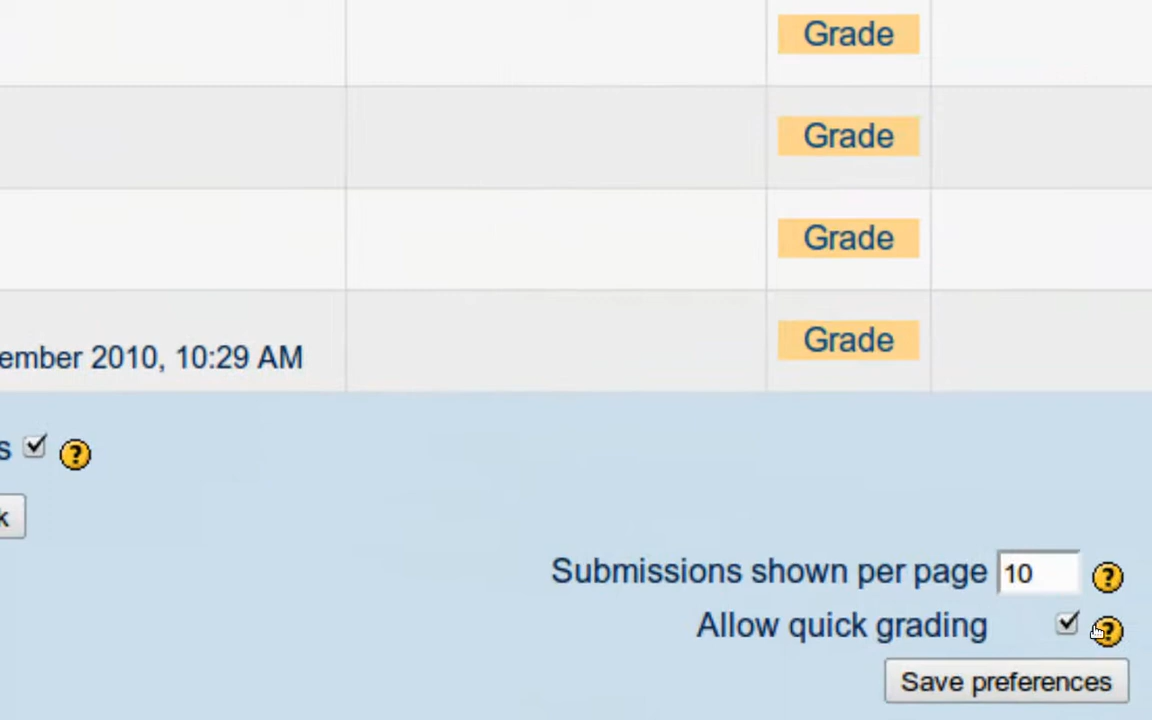 Grade
Grade
Grade
Grade
ember 2010, 10:29 AM
s ?
k
Submissions shown per page 10 ?
Allow quick grading ?
Save preferences